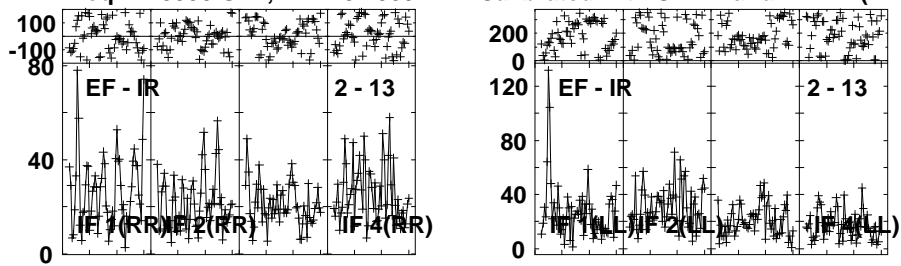 100
-100
80
40
0
EF - IR
2 - 13
IF 1(RR)
IF 2(RR)
IF 4(RR)
200
0
120
80
40
0
EF - IR
2 - 13
IF 1(LL)
IF 2(LL)
IF 4(LL)